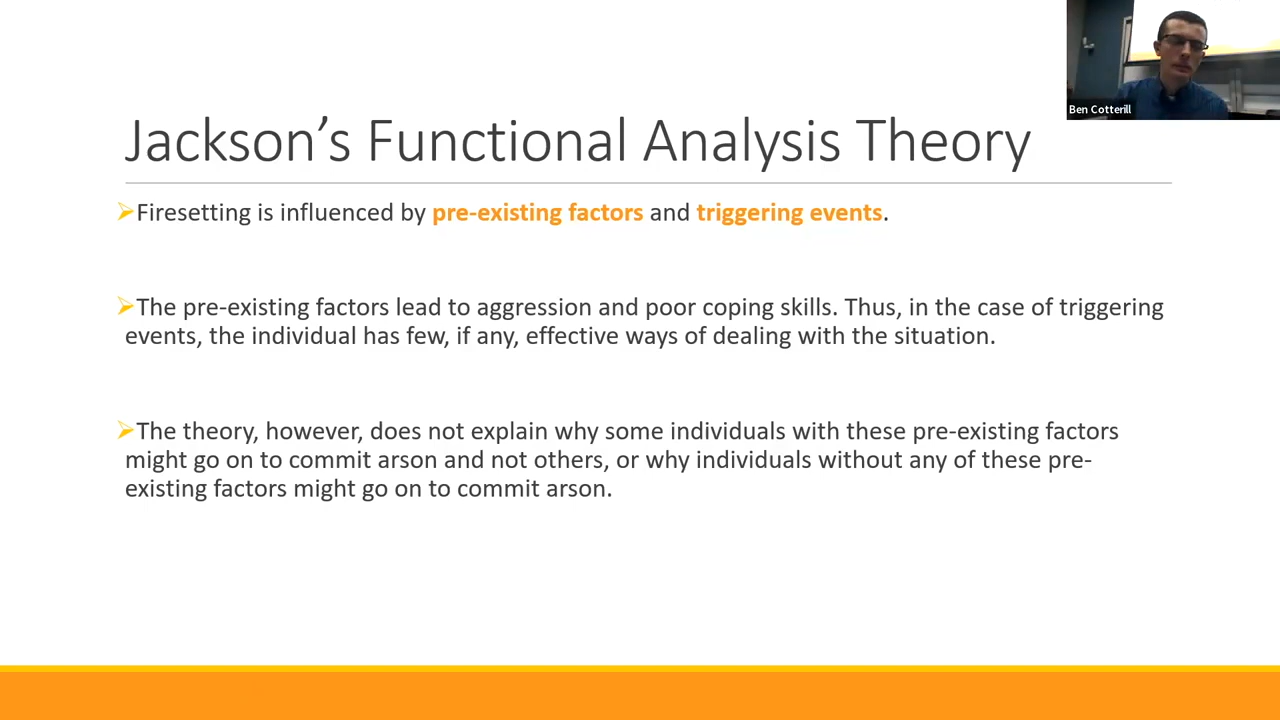 Ben Cotterill
Jackson’s Functional Analysis Theory
Firesetting is influenced by pre-existing factors and triggering events.
The pre-existing factors lead to aggression and poor coping skills. Thus, in the case of triggering
events, the individual has few, if any, effective ways of dealing with the situation.
The theory, however, does not explain why some individuals with these pre-existing factors
might go on to commit arson and not others, or why individuals without any of these pre-
existing factors might go on to commit arson.